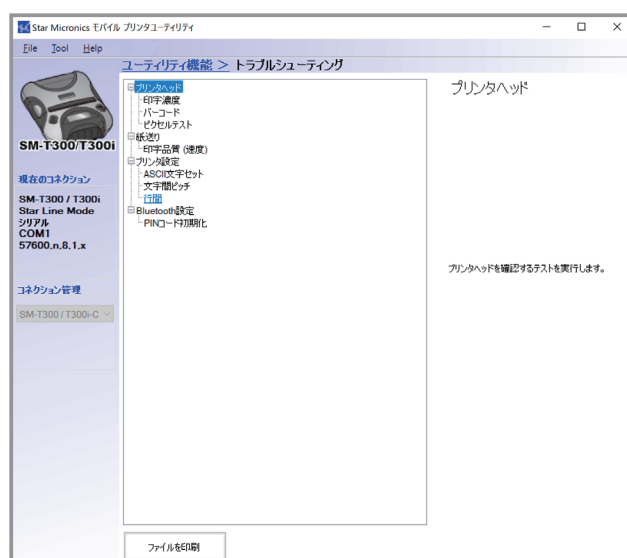 Star Micronics モバイル プリンタユーティリティ
File Tool Help
ユーティリティ機能 > トラブルシューティング
SM-T300/T300i
現在のコネクション
SM-T300 / T300i
Star Line Mode
シリアル
COM1
57600,n,8,1,x
コネクション管理
SM-T300 / T300i-C
プリンタヘッド
印字濃度
バーコード
ピクセルテスト
紙送り
印字品質 (速度)
プリンタ設定
ASCII文字セット
文字間ピッチ
行間
Bluetooth設定
PINコード初期化
プリンタヘッド
プリンタヘッドを確認するテストを実行します。
ファイルを印刷